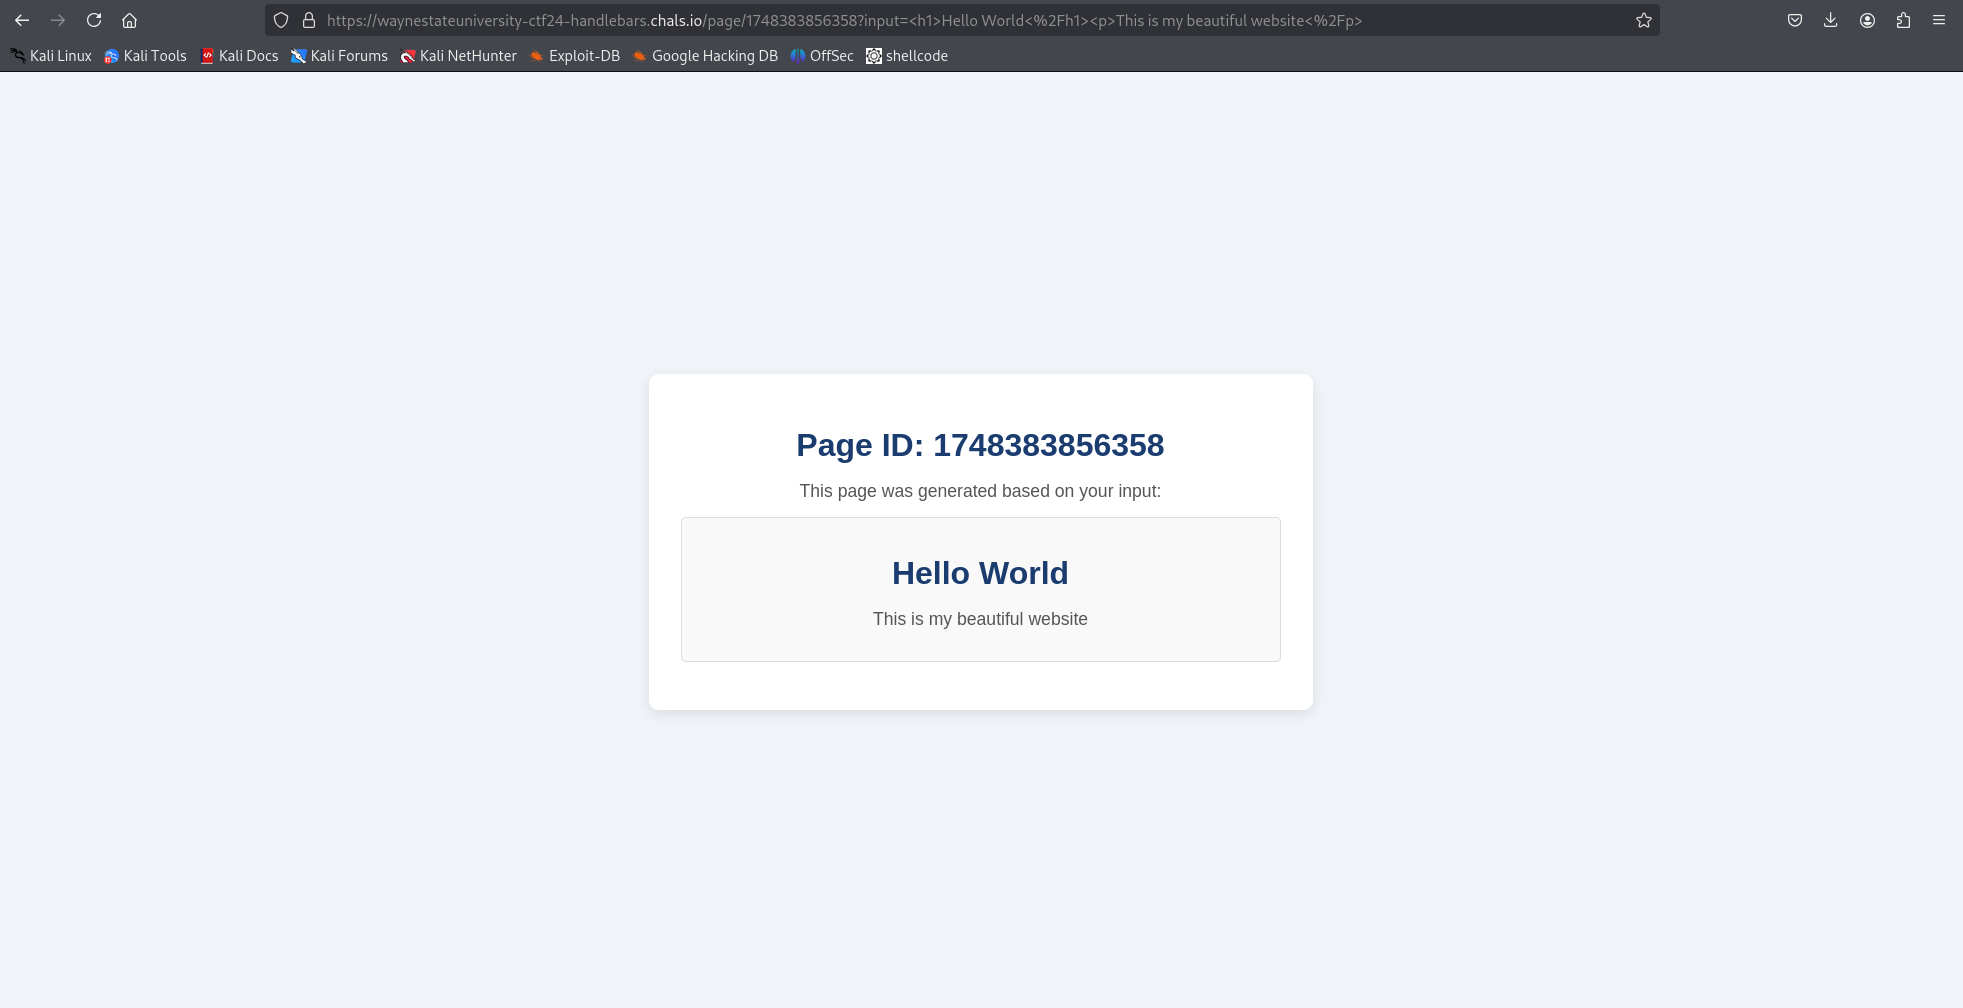 https://waynestateuniversity-ctf24-handlebars.chals.io/page/1748383856358?input=<h1>Hello World<%2Fh1><p>This is my beautiful website<%2Fp>
Kali Linux Kali Tools Kali Docs Kali Forums Kali NetHunter Exploit-DB Google Hacking DB OffSec shellcode
Page ID: 1748383856358
This page was generated based on your input:
Hello World
This is my beautiful website